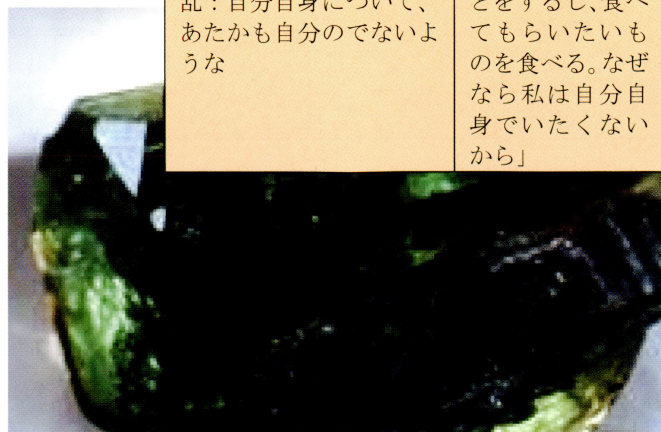 乱：自分自身について、
あたかも自分のでないよ
うな
とをするし、食べ
てもらいたいも
のを食べる。なぜ
なら私は自分自
身でいたくない
から」